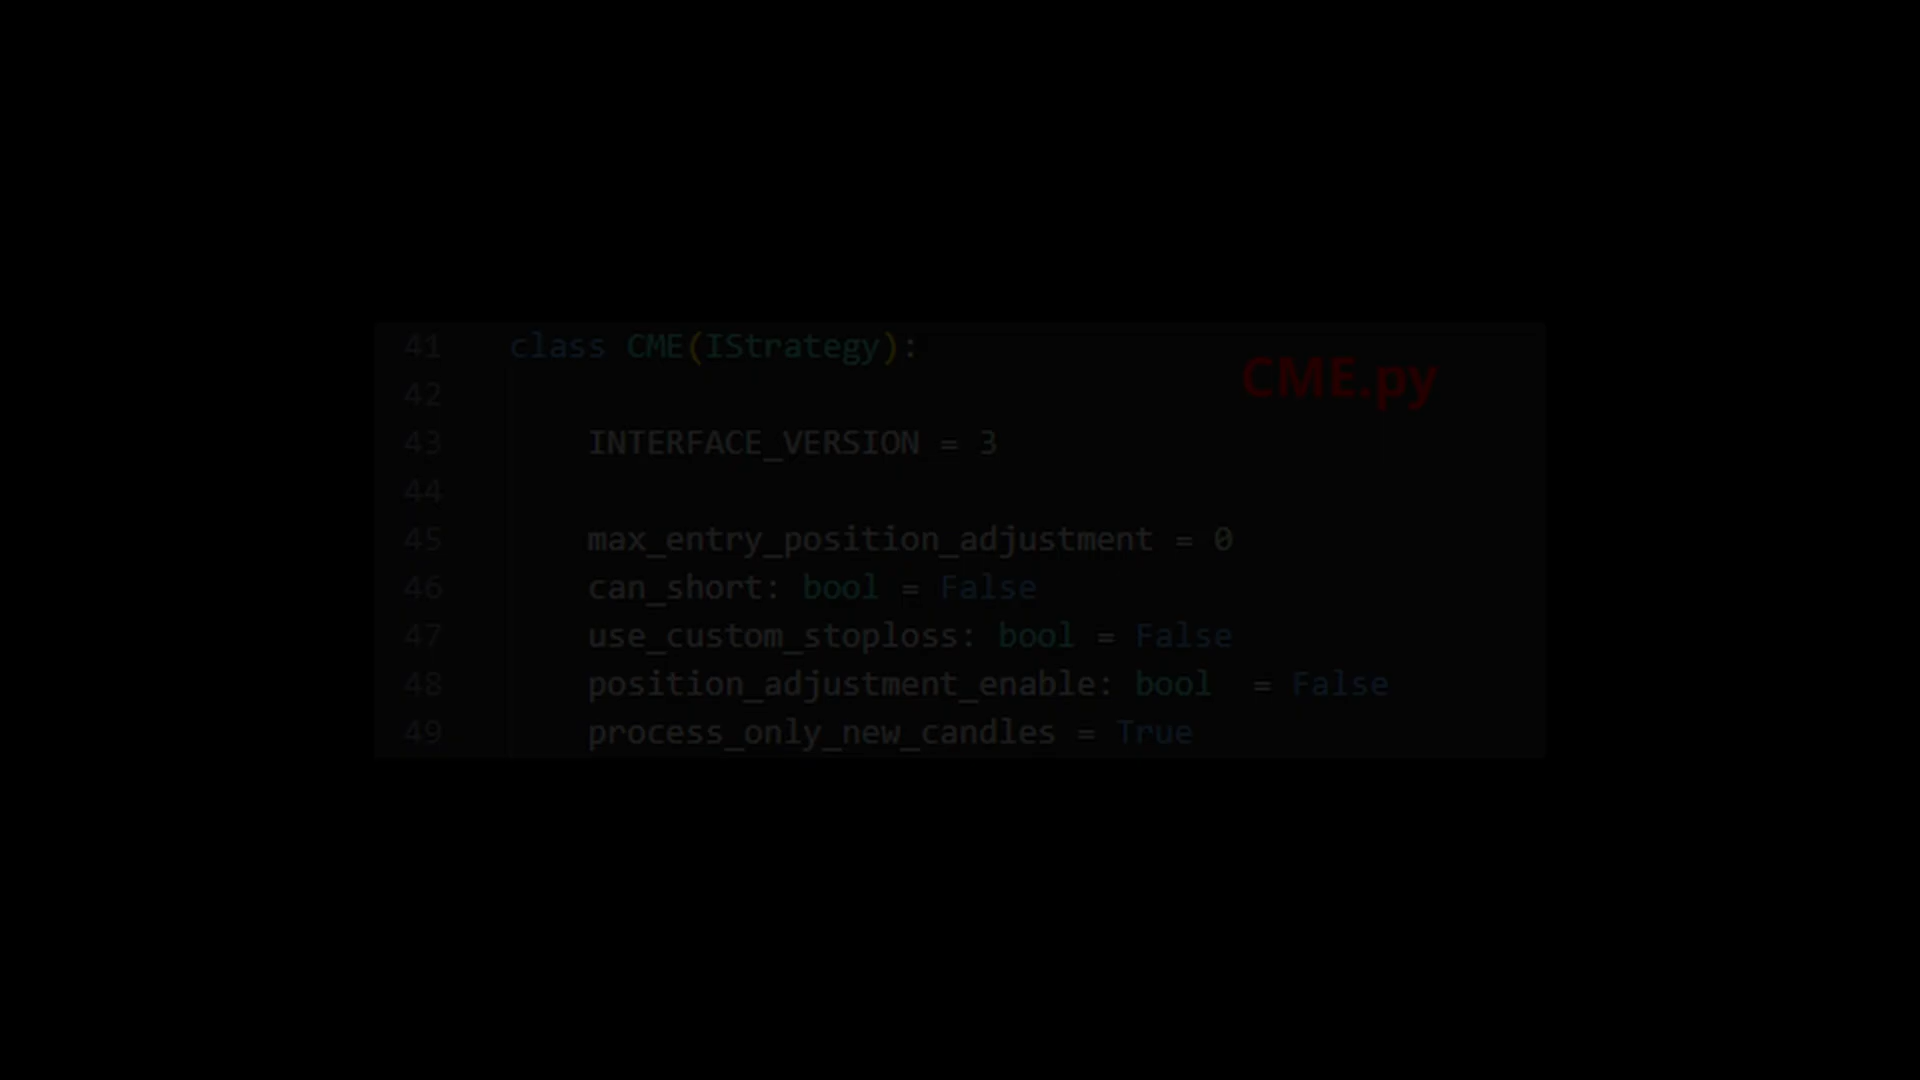 41 class CME(IStrategy):
CME.py
42
43 INTERFACE_VERSION = 3
44
45 max_entry_position_adjustment = 0
46 can_short: bool = False
47 use_custom_stoploss: bool = False
48 position_adjustment_enable: bool  = False
49 process_only_new_candles = True